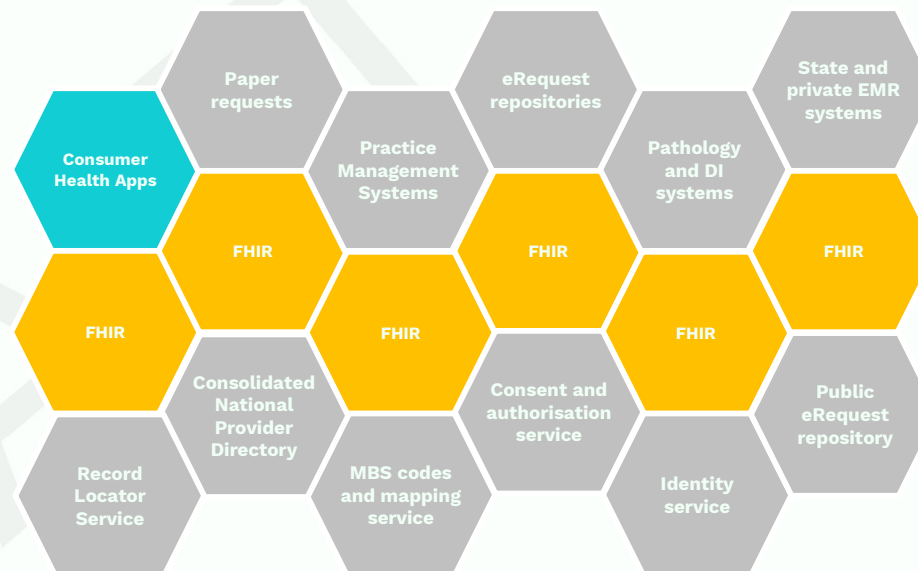 Paper
requests
eRequest
repositories
State and
private EMR
systems
Consumer
Health Apps
Practice
Management
Systems
Pathology
and DI
systems
FHIR
FHIR
FHIR
FHIR
FHIR
FHIR
Consolidated
National
Provider
Directory
Consent and
authorisation
service
Public
eRequest
repository
Record
Locator
Service
MBS codes
and mapping
service
Identity
service